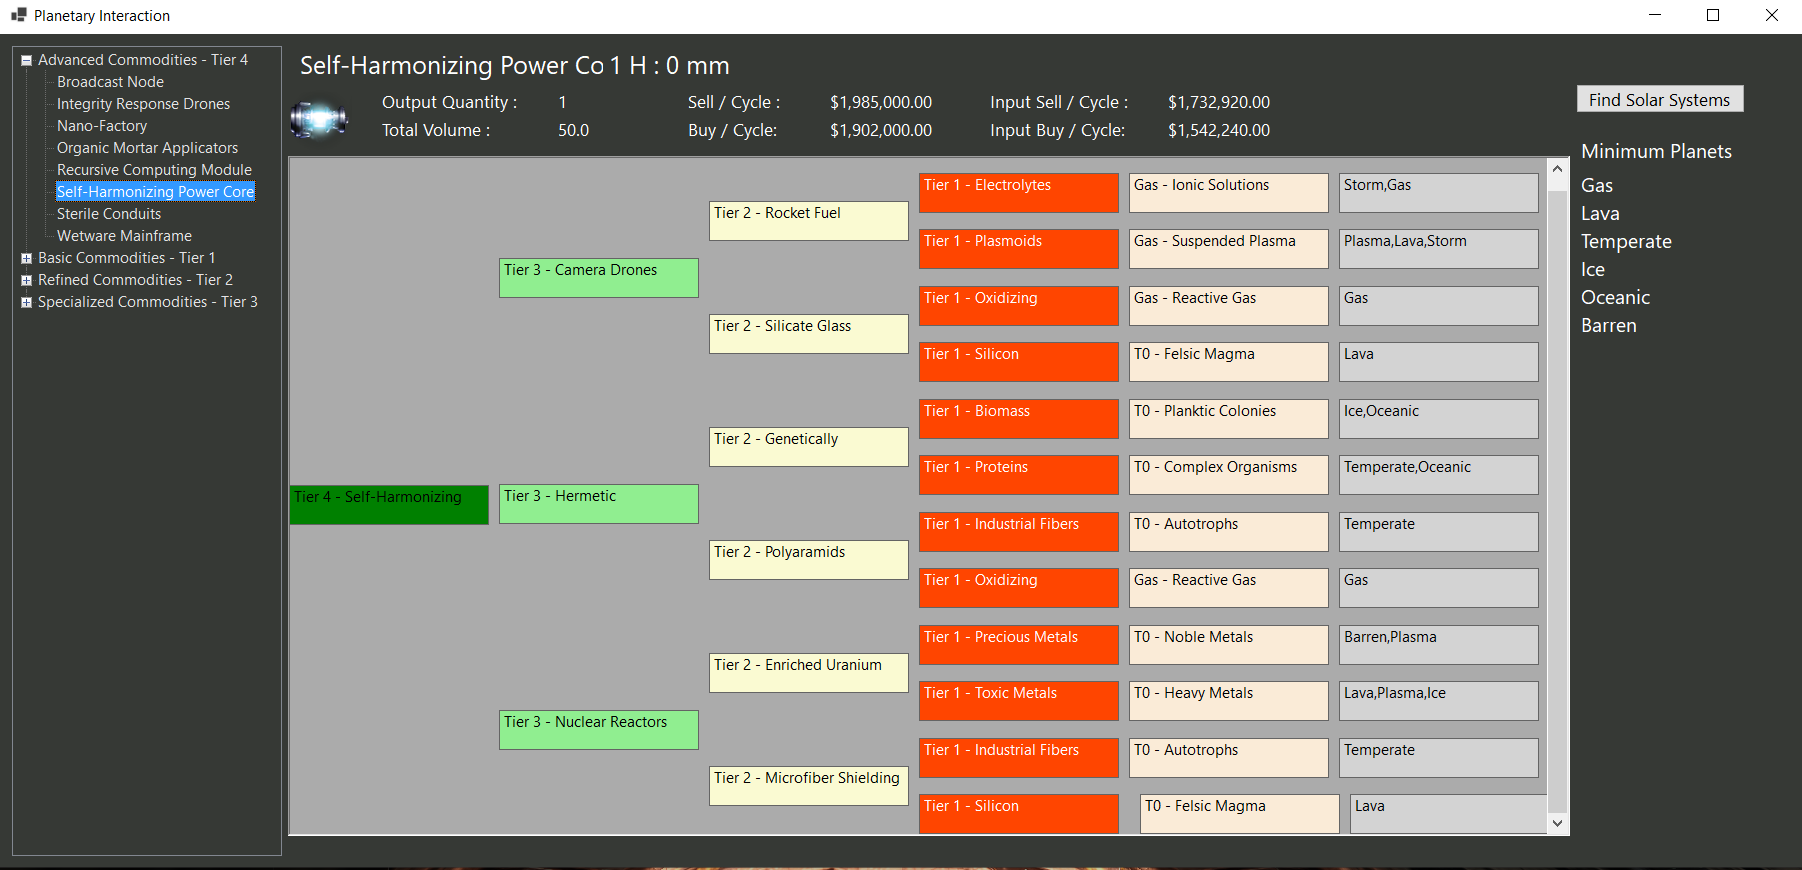 Planetary Interaction
Advanced Commodities - Tier 4
Broadcast Node
Integrity Response Drones
Nano-Factory
Organic Mortar Applicators
Recursive Computing Module
Self-Harmonizing Power Core
Sterile Conduits
Wetware Mainframe
Basic Commodities - Tier 1
Refined Commodities - Tier 2
Specialized Commodities - Tier 3
Self-Harmonizing Power Co 1 H : 0 mm
Output Quantity : 1 Sell / Cycle : $1,985,000.00 Input Sell / Cycle : $1,732,920.00
Total Volume : 50.0 Buy / Cycle: $1,902,000.00 Input Buy / Cycle: $1,542,240.00
Tier 1 - Electrolytes Gas - Ionic Solutions Storm,Gas
Tier 2 - Rocket Fuel
Tier 1 - Plasmoids Gas - Suspended Plasma Plasma,Lava,Storm
Tier 3 - Camera Drones
Tier 1 - Oxidizing Gas - Reactive Gas Gas
Tier 2 - Silicate Glass
Tier 1 - Silicon T0 - Felsic Magma Lava
Tier 1 - Biomass T0 - Planktic Colonies Ice,Oceanic
Tier 2 - Genetically
Tier 1 - Proteins T0 - Complex Organisms Temperate,Oceanic
Tier 4 - Self-Harmonizing Tier 3 - Hermetic
Tier 1 - Industrial Fibers T0 - Autotrophs Temperate
Tier 2 - Polyaramids
Tier 1 - Oxidizing Gas - Reactive Gas Gas
Tier 1 - Precious Metals T0 - Noble Metals Barren,Plasma
Tier 2 - Enriched Uranium
Tier 1 - Toxic Metals T0 - Heavy Metals Lava,Plasma,Ice
Tier 3 - Nuclear Reactors
Tier 1 - Industrial Fibers T0 - Autotrophs Temperate
Tier 2 - Microfiber Shielding
Tier 1 - Silicon T0 - Felsic Magma Lava
Find Solar Systems
Minimum Planets
Gas
Lava
Temperate
Ice
Oceanic
Barren